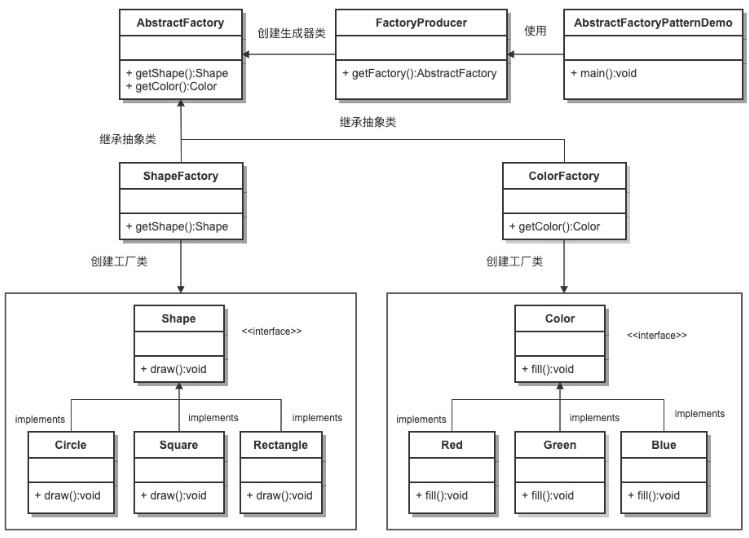 AbstractFactory
+ getShape():Shape
+ getColor():Color
创建生成器类
FactoryProducer
+ getFactory():AbstractFactory
使用
AbstractFactoryPatternDemo
+ main():void
继承抽象类
继承抽象类
ShapeFactory
+ getShape():Shape
ColorFactory
+ getColor():Color
创建工厂类
创建工厂类
Shape
<<interface>>
+ draw():void
implements
implements
implements
Circle
+ draw():void
Square
+ draw():void
Rectangle
+ draw():void
Color
<<interface>>
+ fill():void
implements
implements
implements
Red
+ fill():void
Green
+ fill():void
Blue
+ fill():void